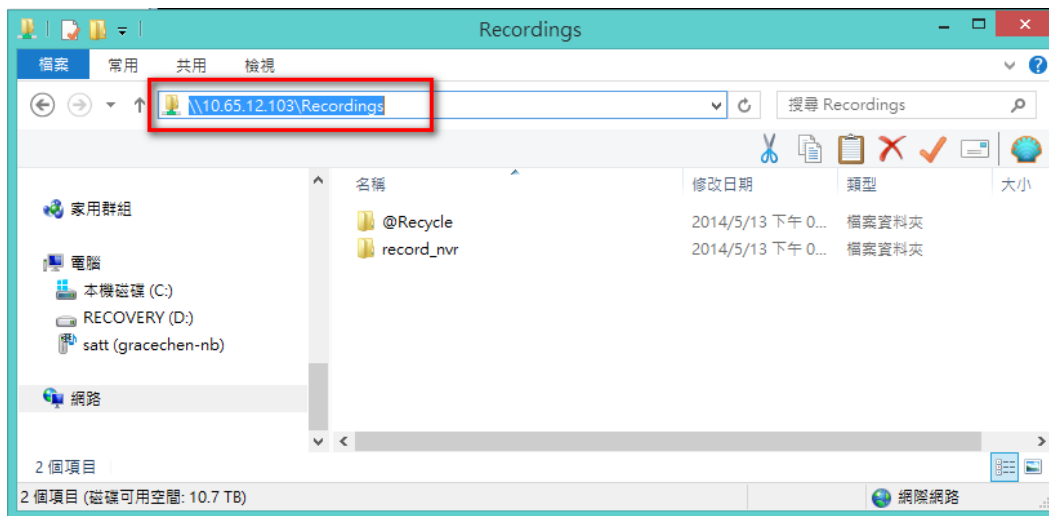 Recordings
檔案 常用 共用 檢視
\\10.65.12.103\Recordings 搜尋 Recordings
名稱 修改日期 類型 大小
家用群組
@Recycle 2014/5/13 下午 0... 檔案資料夾
record_nvr 2014/5/13 下午 0... 檔案資料夾
電腦
本機磁碟 (C:)
RECOVERY (D:)
satt (gracechen-nb)
網路
2 個項目
2 個項目 (磁碟可用空間: 10.7 TB) 網際網路